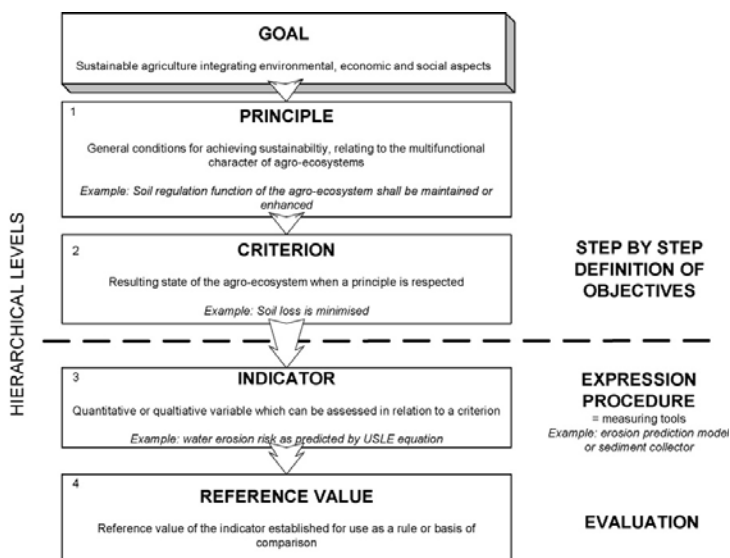 GOAL
Sustainable agriculture integrating environmental, economic and social aspects
1
PRINCIPLE
General conditions for achieving sustainabiltiy, relating to the multifunctional
character of agro-ecosystems
Example: Soil regulation function of the agro-ecosystem shall be maintained or
enhanced
2
CRITERION
Resulting state of the agro-ecosystem when a principle is respected
Example: Soil loss is minimised
STEP BY STEP
DEFINITION OF
OBJECTIVES
HIERARCHICAL LEVELS
3
INDICATOR
Quantitative or qualtiative variable which can be assessed in relation to a criterion
Example: water erosion risk as predicted by USLE equation
EXPRESSION
PROCEDURE
= measuring tools
Example: erosion prediction model
or sediment collector
4
REFERENCE VALUE
Reference value of the indicator established for use as a rule or basis of
comparison
EVALUATION